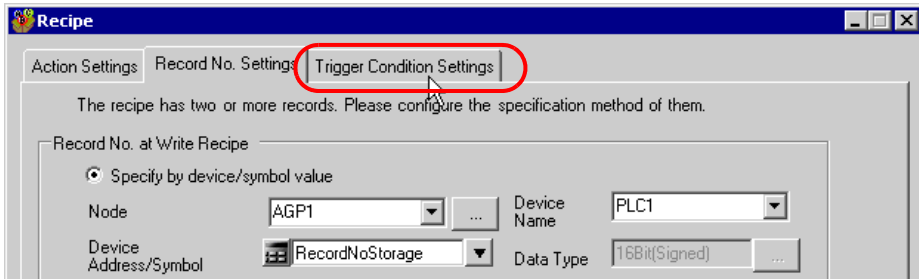 Recipe
Action Settings Record No. Settings Trigger Condition Settings
The recipe has two or more records. Please configure the specification method of them.
Record No. at Write Recipe
Specify by device/symbol value
Node AGP1 ... Device Name PLC1
Device Address/Symbol RecordNoStorage Data Type 16Bit(Signed) ...